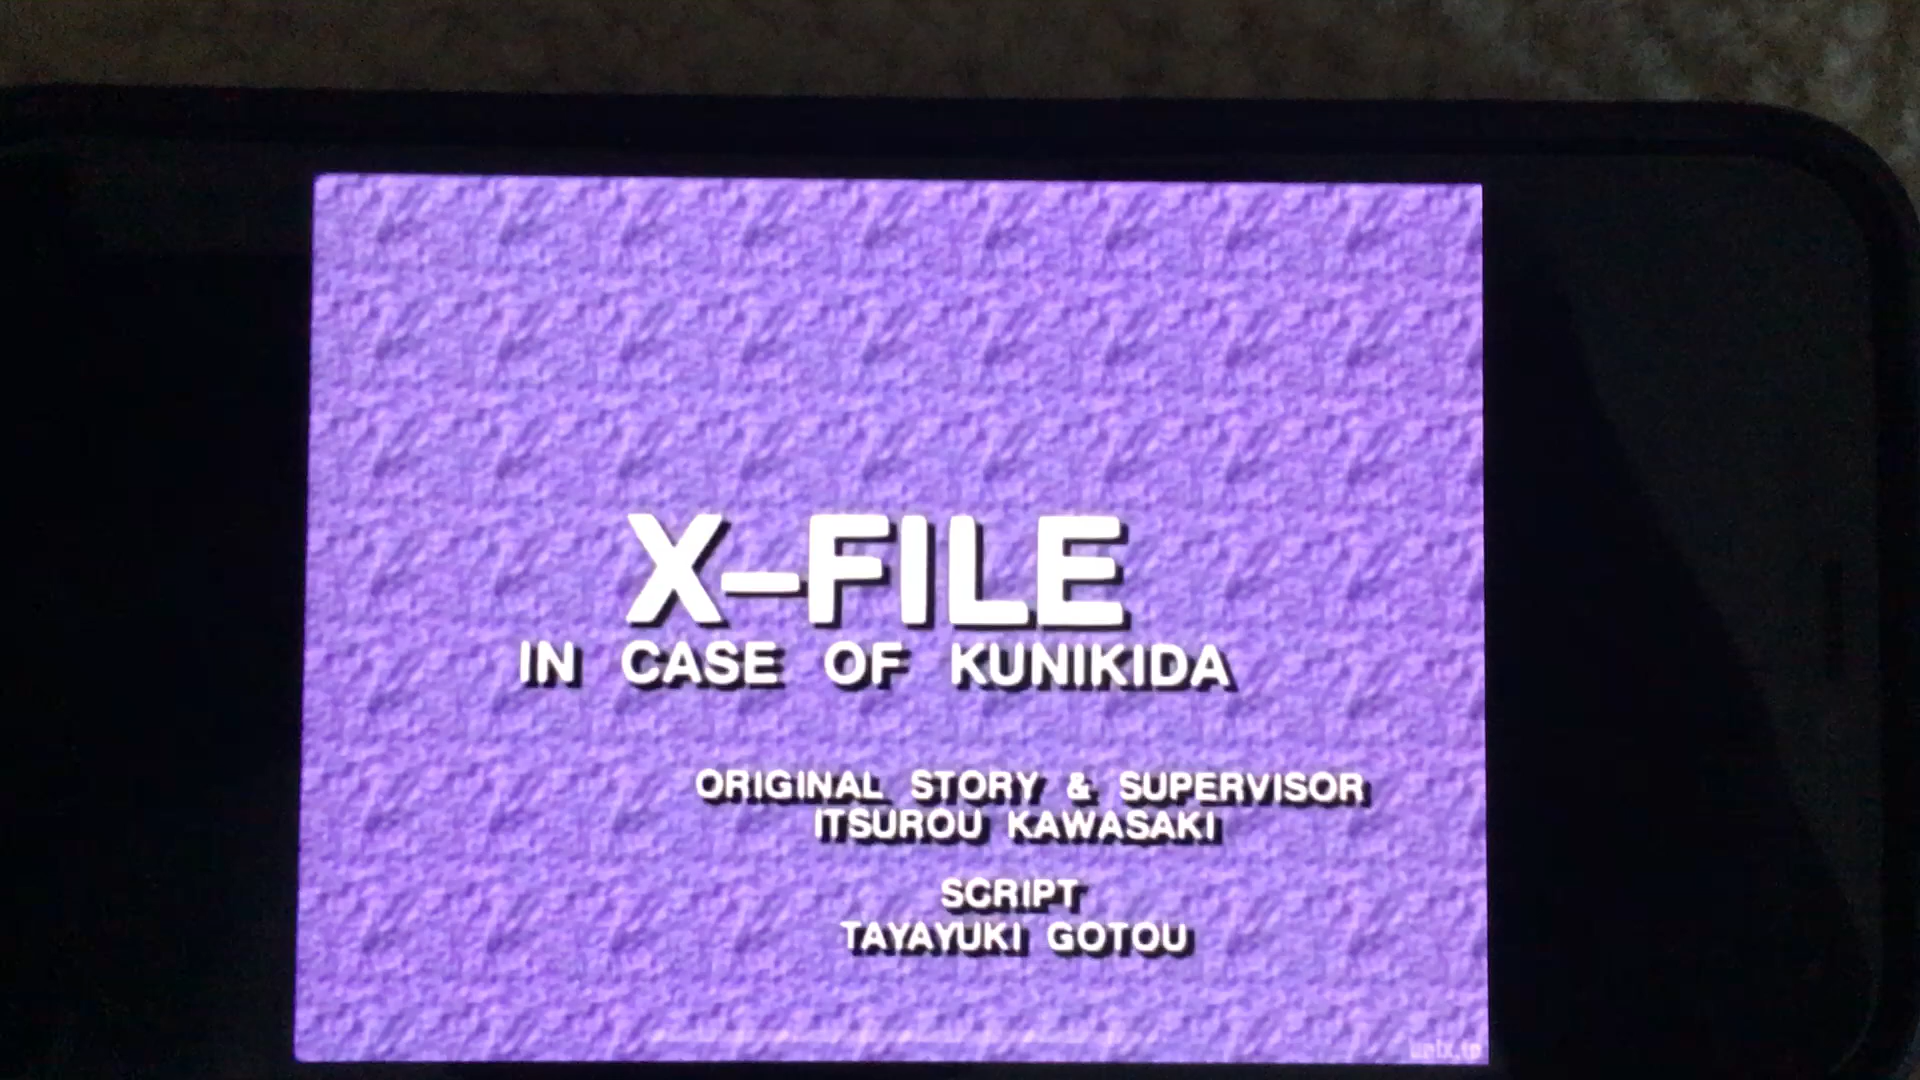 X-FILE
IN CASE OF KUNIKIDA
ORIGINAL STORY & SUPERVISOR
ITSUROU KAWASAKI
SCRIPT
TAYAYUKI GOTOU